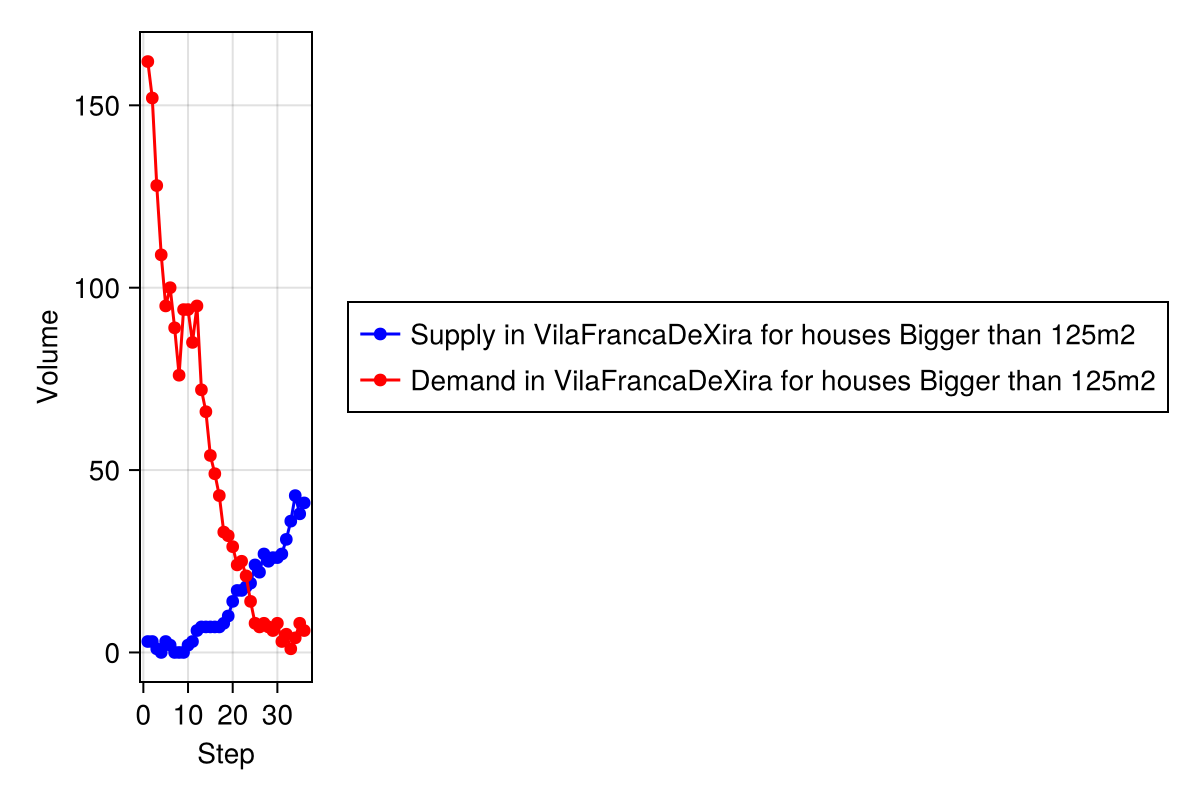 150
100
50
0
Volume
0 10 20 30
Step
Supply in VilaFrancaDeXira for houses Bigger than 125m2
Demand in VilaFrancaDeXira for houses Bigger than 125m2